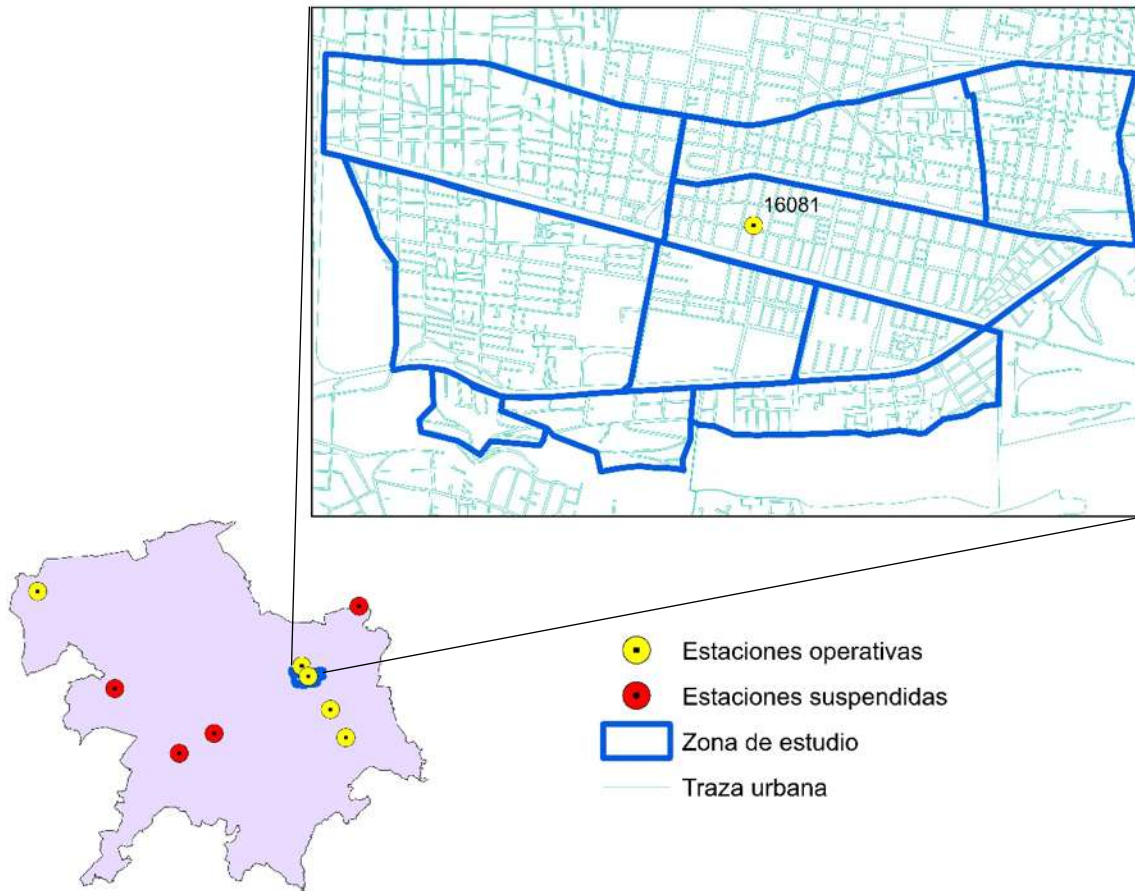 16081
Estaciones operativas
Estaciones suspendidas
Zona de estudio
Traza urbana